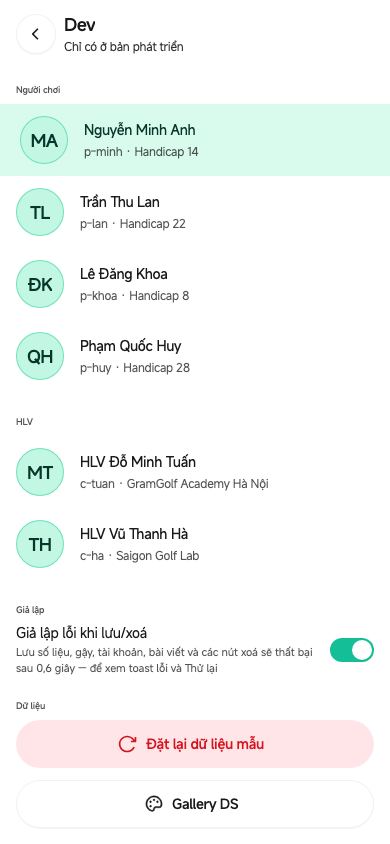 Dev
Chỉ có ở bản phát triển
Người chơi
MA
Nguyễn Minh Anh
p-minh · Handicap 14
TL
Trần Thu Lan
p-lan · Handicap 22
ĐK
Lê Đăng Khoa
p-khoa · Handicap 8
QH
Phạm Quốc Huy
p-huy · Handicap 28
HLV
MT
HLV Đỗ Minh Tuấn
c-tuan · GramGolf Academy Hà Nội
TH
HLV Vũ Thanh Hà
c-ha · Saigon Golf Lab
Giả lập
Giả lập lỗi khi lưu/xoá
Lưu số liệu, gậy, tài khoản, bài viết và các nút xoá sẽ thất bại
sau 0,6 giây — để xem toast lỗi và Thử lại
Dữ liệu
Đặt lại dữ liệu mẫu
Gallery DS